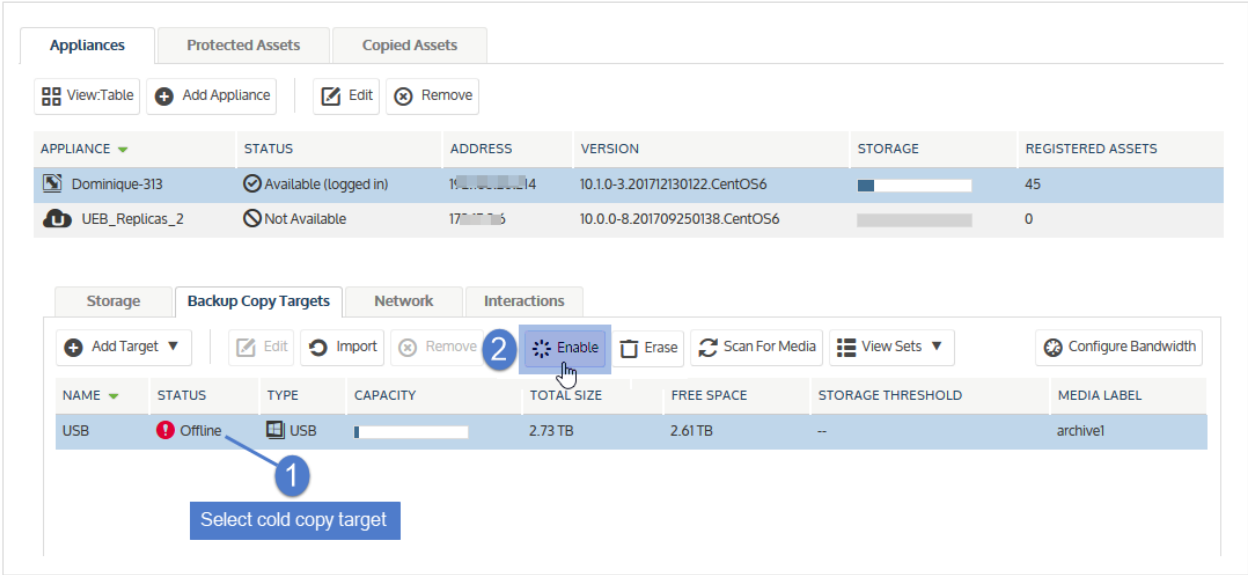 Appliances Protected Assets Copied Assets
View:Table Add Appliance Edit Remove
APPLIANCE STATUS ADDRESS VERSION STORAGE REGISTERED ASSETS
Dominique-313 Available (logged in) 10.1.0-3.201712130122.CentOS6 45
UEB_Replicas_2 Not Available 10.0.0-8.201709250138.CentOS6 0
Storage Backup Copy Targets Network Interactions
Add Target Edit Import Remove 2 Enable Erase Scan For Media View Sets Configure Bandwidth
NAME STATUS TYPE CAPACITY TOTAL SIZE FREE SPACE STORAGE THRESHOLD MEDIA LABEL
USB Offline USB 2.73 TB 2.61 TB -- archive1
1
Select cold copy target